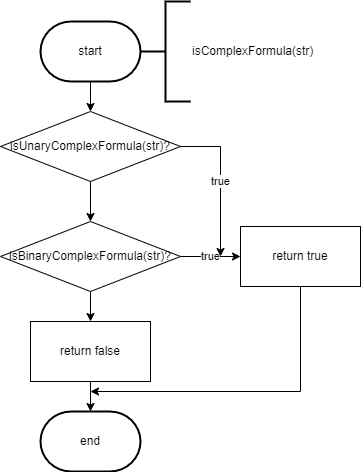 start
isComplexFormula(str)
isUnaryComplexFormula(str)?
true
isBinaryComplexFormula(str)?
true
return true
return false
end